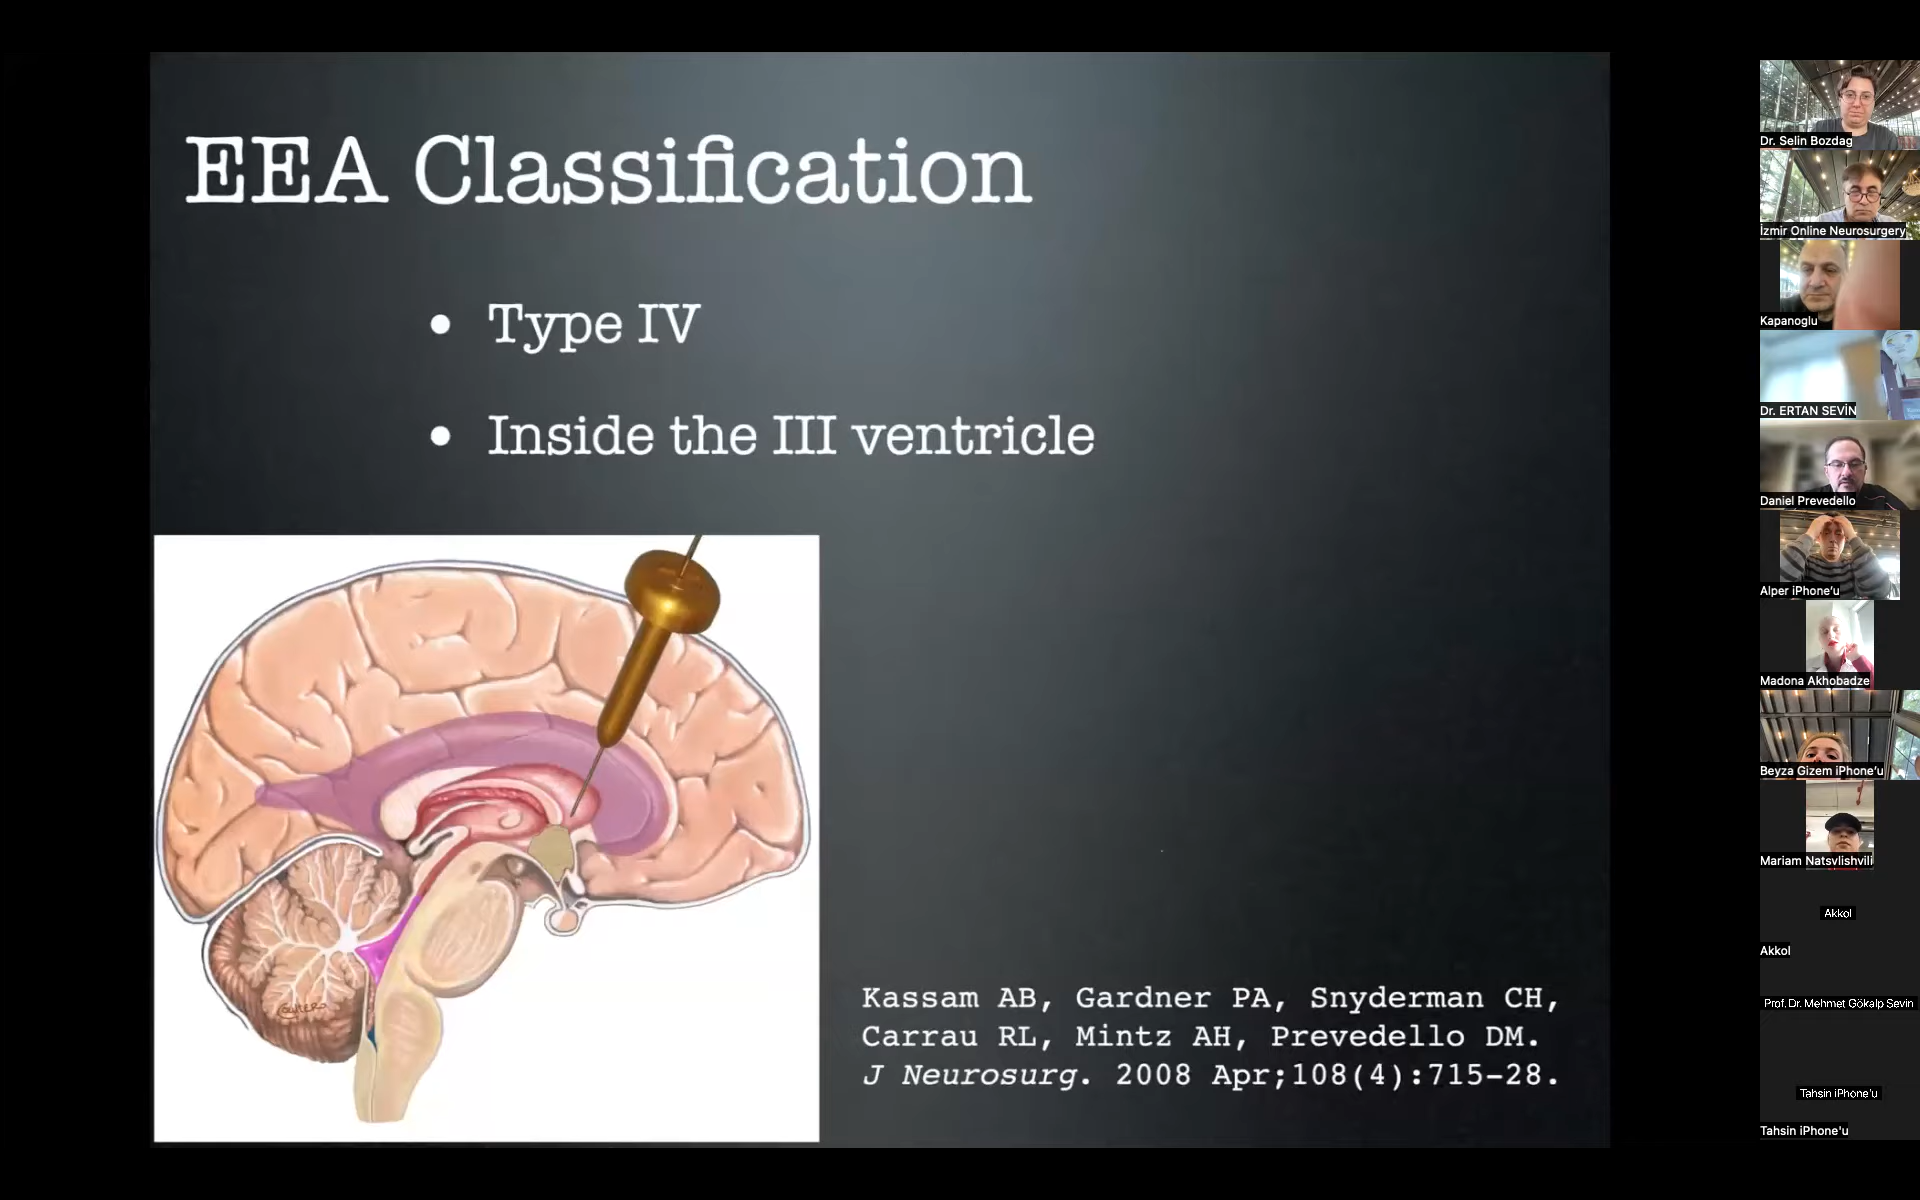 EEA Classification
• Type IV
• Inside the III ventricle
Kassam AB, Gardner PA, Snyderman CH,
Carrau RL, Mintz AH, Prevedello DM.
J Neurosurg. 2008 Apr;108(4):715-28.
Dr. Selin Bozdag
İzmir Online Neurosurgery
Kapanoglu
Dr. ERTAN SEVİN
Daniel Prevedello
Alper iPhone'u
Madona Akhobadze
Beyza Gizem iPhone'u
Mariam Natsvlishvili
Akkol
Akkol
Prof. Dr. Mehmet Gökalp Sevin
Tahsin iPhone'u
Tahsin iPhone'u